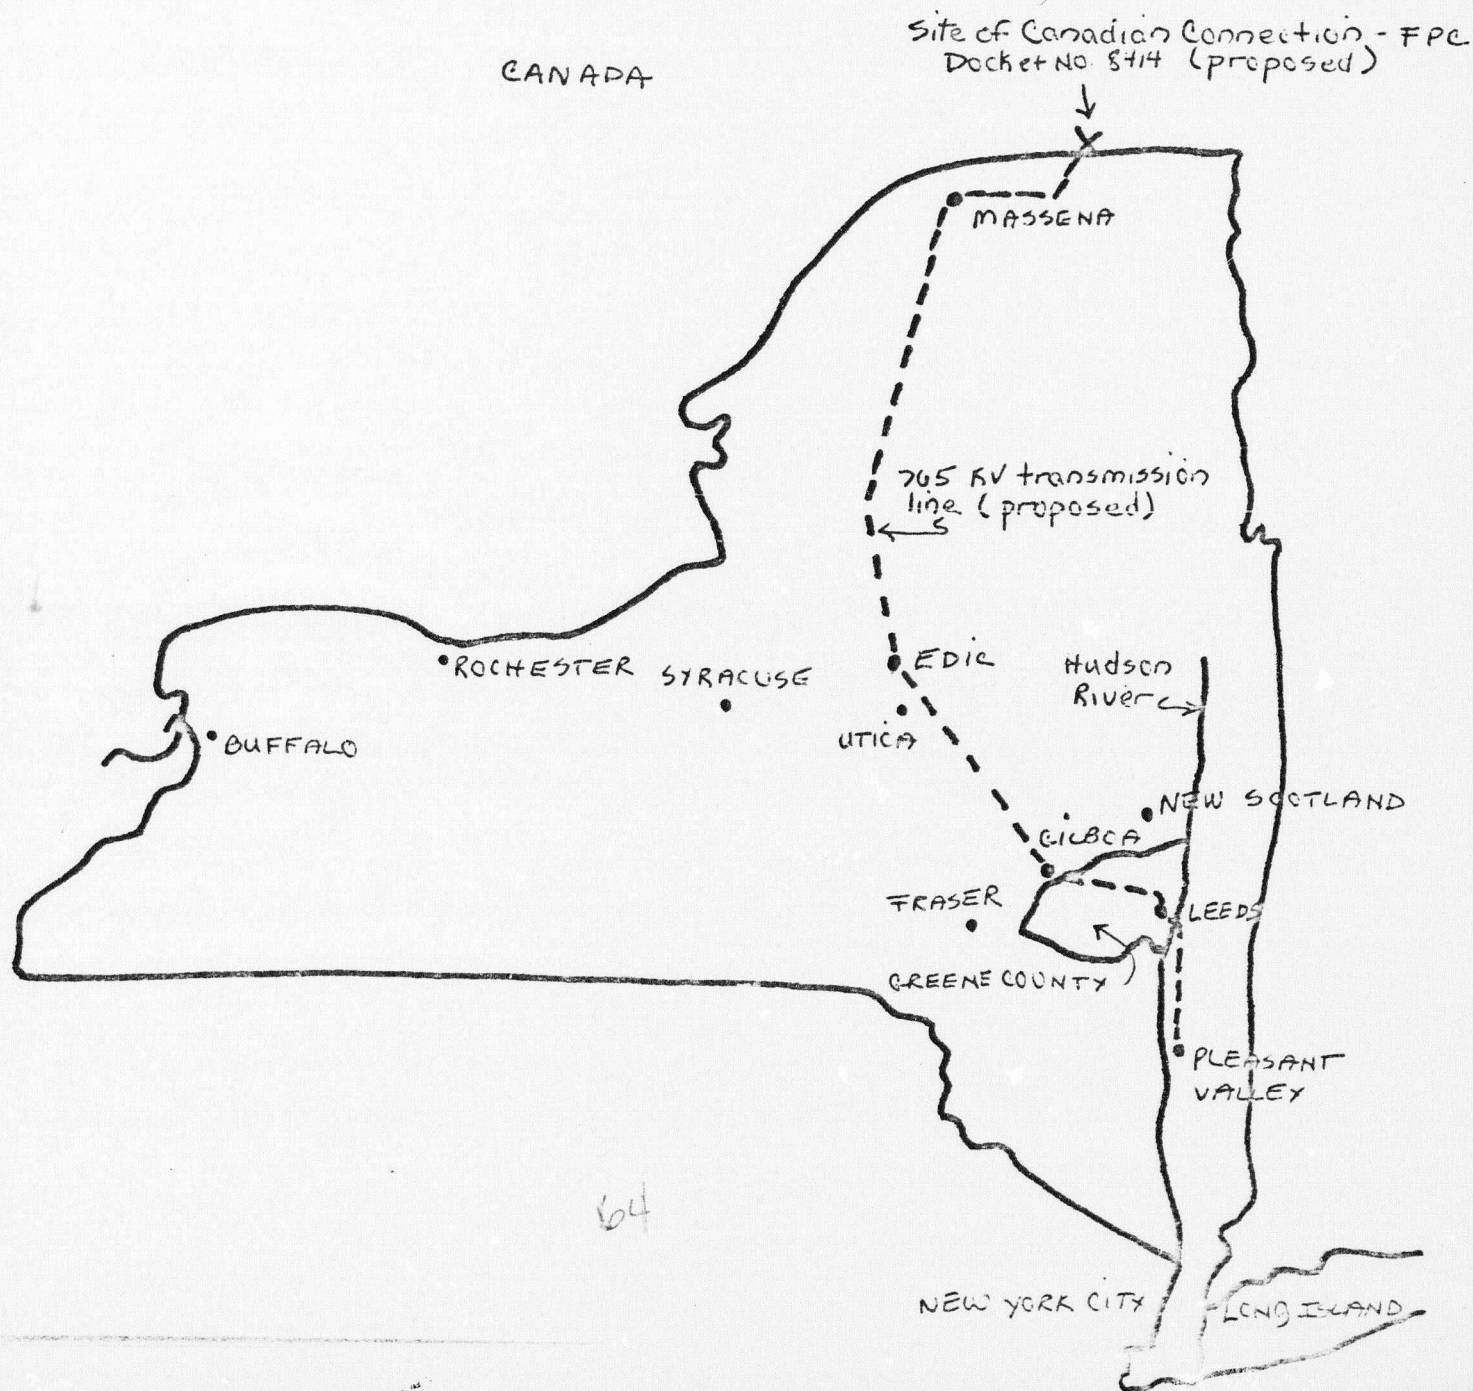 Site of Canadian Connection - FPC
Docket No. 8414 (proposed)
CANADA
MASSENA
765 KV transmission
line (proposed)
EDIC
Hudson
River
ROCHESTER
SYRACUSE
UTICA
BUFFALO
NEW SCOTLAND
GILBOA
FRASER
LEEDS
GREENE COUNTY
PLEASANT
VALLEY
64
NEW YORK CITY
LONG ISLAND